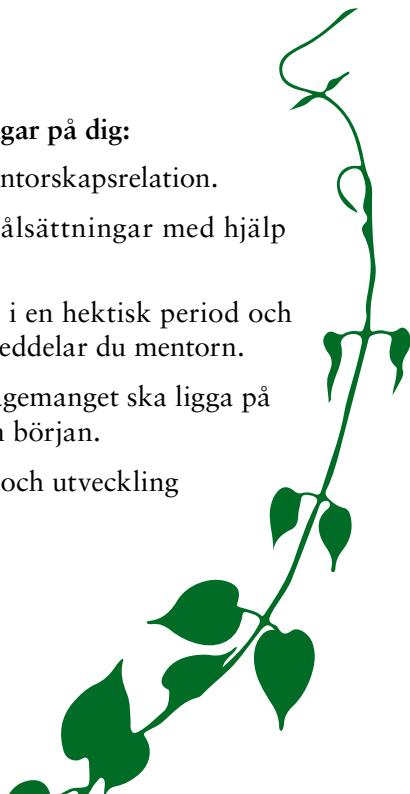 gar på dig:
ntorskapsrelation.
ålsättningar med hjälp
i en hektisk period och
eddelar du mentorn.
gemanget ska ligga på
n början.
och utveckling